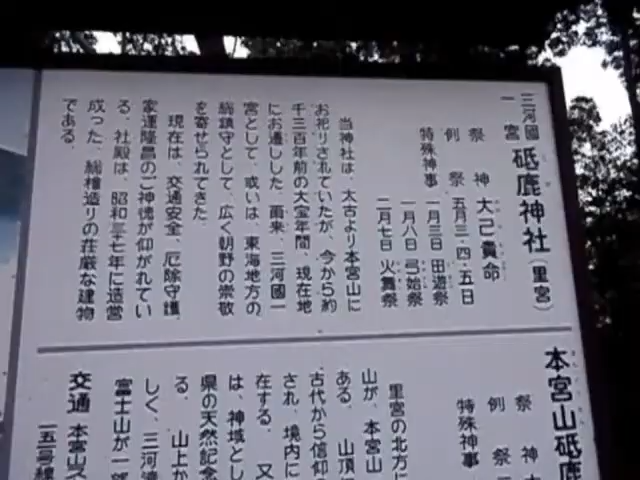 三河國一宮 砥鹿神社(里宮)
祭神 大己貴命
例祭 五月三・四・五日
特殊神事 一月三日 田遊祭
一月八日 弓始祭
二月七日 火舞祭
当神社は、太古より本宮山に
お祀りされていたが、今から約
千三百年前の大宝年間、現在地
にお遷しした。爾来、三河國一
宮として、或いは、東海地方の
総鎮守として、広く朝野の崇敬
を寄せられてきた。
現在は、交通安全、厄除守護、
家運隆昌のご神徳が仰がれてい
る。社殿は、昭和三十七年に造営
成った、総檜造りの荘厳な建物
である。
本宮山砥鹿
祭神
例祭
特殊神事
里宮の北方に
山が、本宮山
ある。山頂
古代から信仰の
され、境内に
在する。又
は、神域とし
県の天然記念
る。山上か
しく、三河湾
富士山が一望
交通 本宮山ス
一五号線